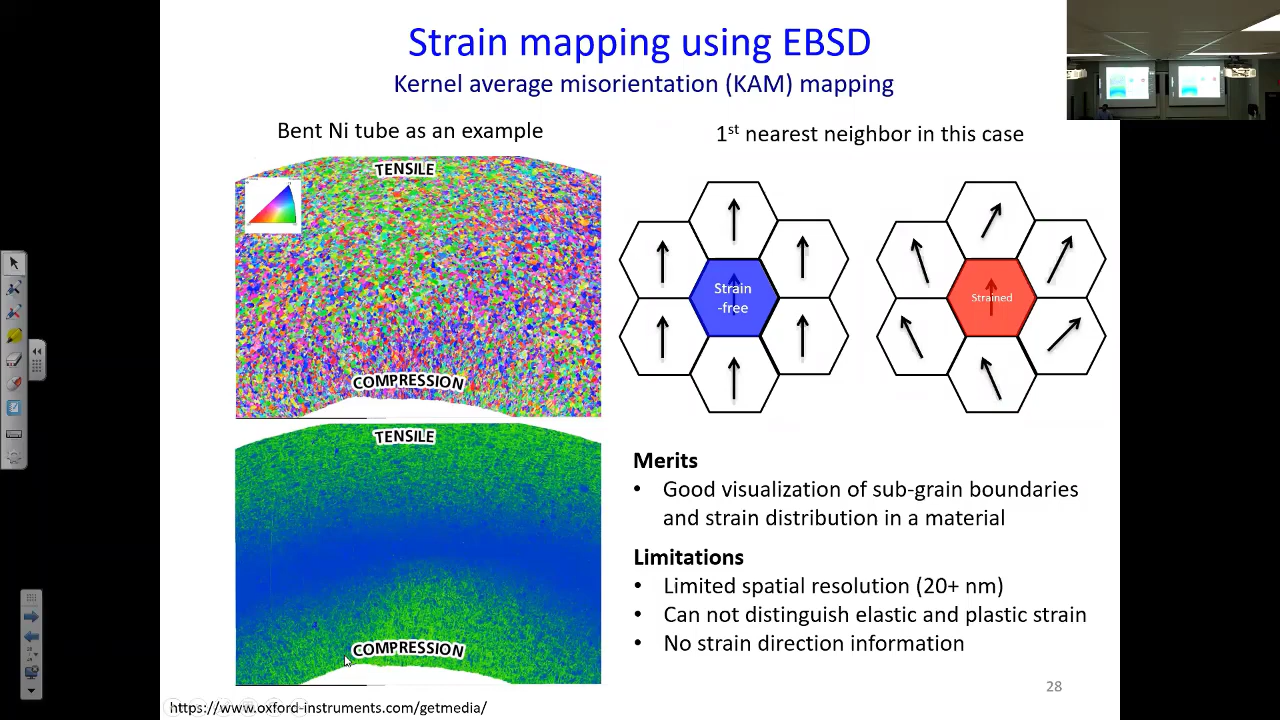 Strain mapping using EBSD
Kernel average misorientation (KAM) mapping
Bent Ni tube as an example
1st nearest neighbor in this case
TENSILE
COMPRESSION
Strain
-free
Strained
TENSILE
COMPRESSION
Merits
• Good visualization of sub-grain boundaries
and strain distribution in a material
Limitations
• Limited spatial resolution (20+ nm)
• Can not distinguish elastic and plastic strain
• No strain direction information
28
https://www.oxford-instruments.com/getmedia/